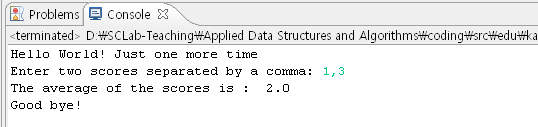 Problems Console
<terminated> D:₩SCLab-Teaching₩Applied Data Structures and Algorithms₩coding₩src₩edu₩ka
Hello World! Just one more time
Enter two scores separated by a comma: 1,3
The average of the scores is :  2.0
Good bye!